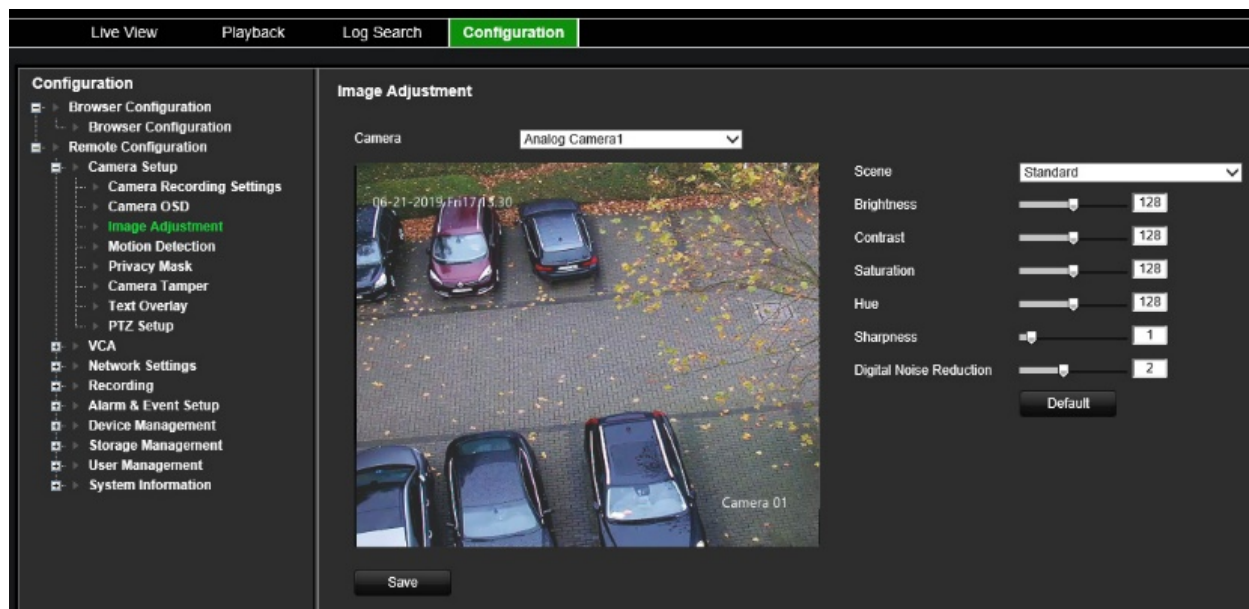 Live View Playback Log Search Configuration
Configuration
Browser Configuration
Browser Configuration
Remote Configuration
Camera Setup
Camera Recording Settings
Camera OSD
Image Adjustment
Motion Detection
Privacy Mask
Camera Tamper
Text Overlay
PTZ Setup
VCA
Network Settings
Recording
Alarm & Event Setup
Device Management
Storage Management
User Management
System Information
Image Adjustment
Camera Analog Camera1
06-21-2019 Fri 17:13:30
Camera 01
Scene Standard
Brightness 128
Contrast 128
Saturation 128
Hue 128
Sharpness 1
Digital Noise Reduction 2
Default
Save